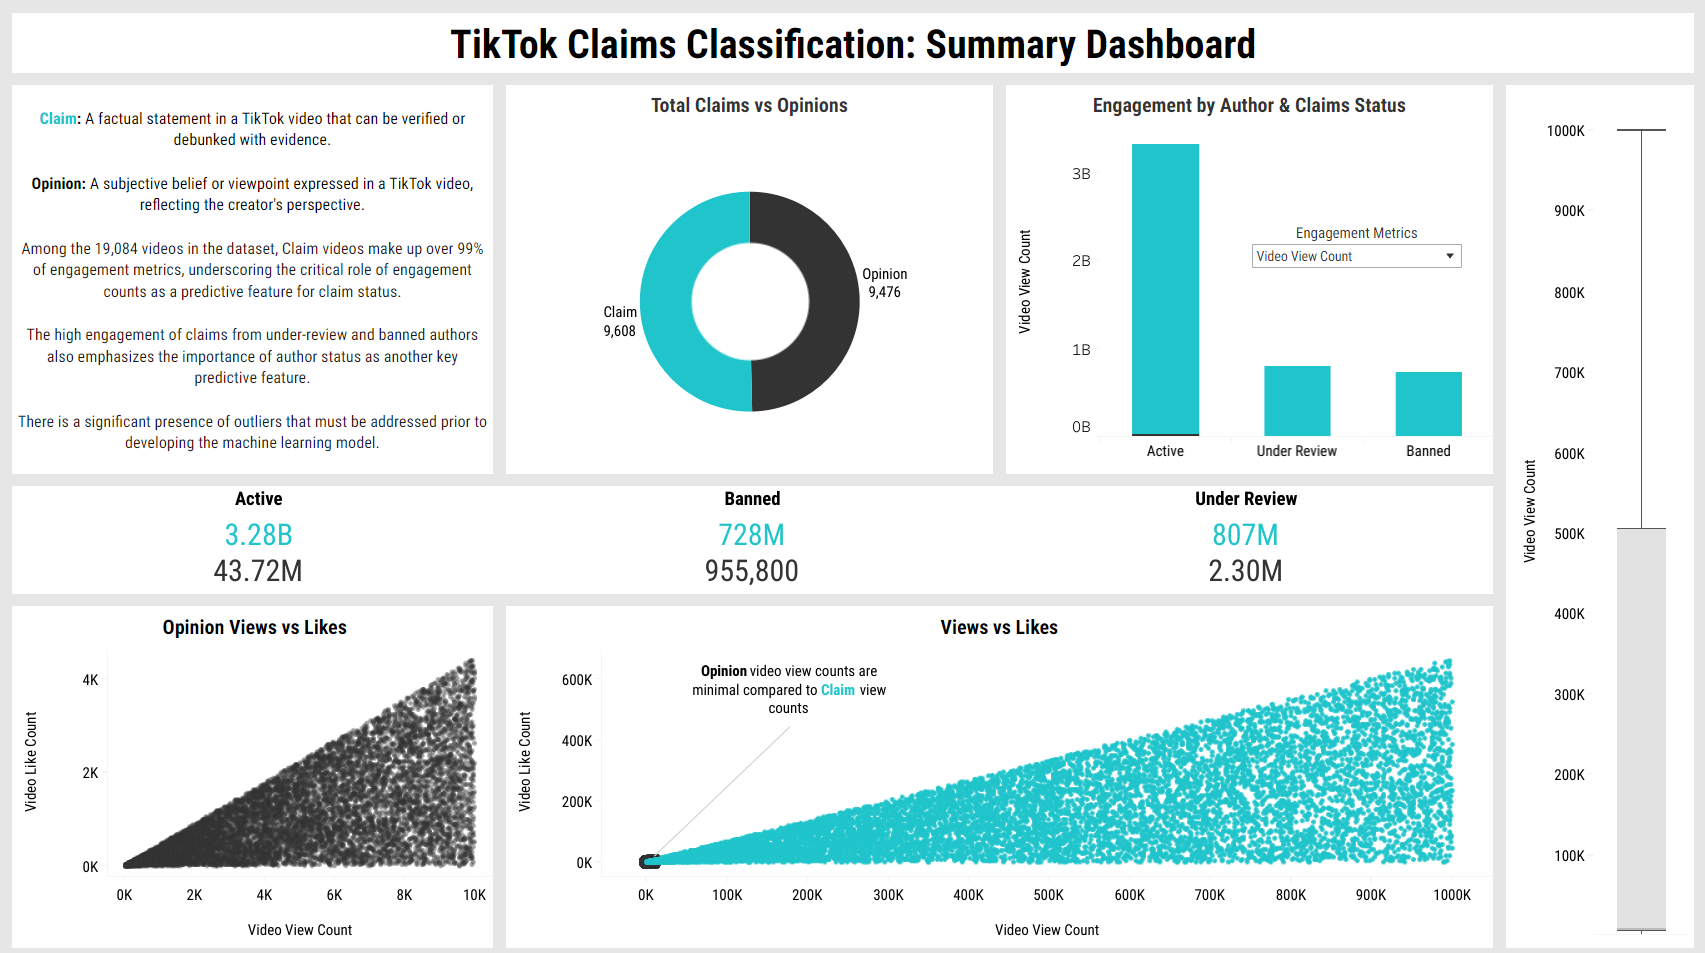 TikTok Claims Classification: Summary Dashboard
Claim: A factual statement in a TikTok video that can be verified or
debunked with evidence.
Opinion: A subjective belief or viewpoint expressed in a TikTok video,
reflecting the creator's perspective.
Among the 19,084 videos in the dataset, Claim videos make up over 99%
of engagement metrics, underscoring the critical role of engagement
counts as a predictive feature for claim status.
The high engagement of claims from under-review and banned authors
also emphasizes the importance of author status as another key
predictive feature.
There is a significant presence of outliers that must be addressed prior to
developing the machine learning model.
Total Claims vs Opinions
Opinion
9,476
Claim
9,608
Engagement by Author & Claims Status
Video View Count
3B
2B
1B
0B
Engagement Metrics
Video View Count
Active
Under Review
Banned
Active
3.28B
43.72M
Banned
728M
955,800
Under Review
807M
2.30M
Opinion Views vs Likes
Video Like Count
4K
2K
0K
0K 2K 4K 6K 8K 10K
Video View Count
Views vs Likes
Opinion video view counts are
minimal compared to Claim view
counts
Video Like Count
600K
400K
200K
0K
0K 100K 200K 300K 400K 500K 600K 700K 800K 900K 1000K
Video View Count
Video View Count
1000K
900K
800K
700K
600K
500K
400K
300K
200K
100K